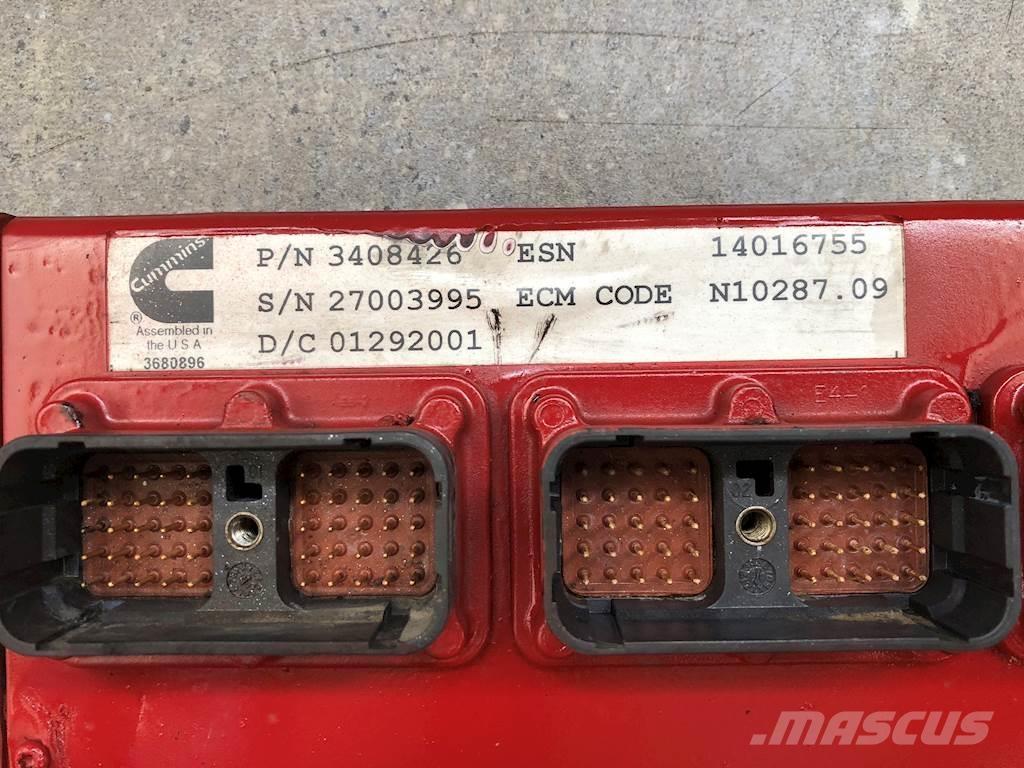 Cummins
®
Assembled in
the U S A
3680896
P/N 3408426 ESN 14016755
S/N 27003995 ECM CODE N10287.09
D/C 01292001
MASCUS